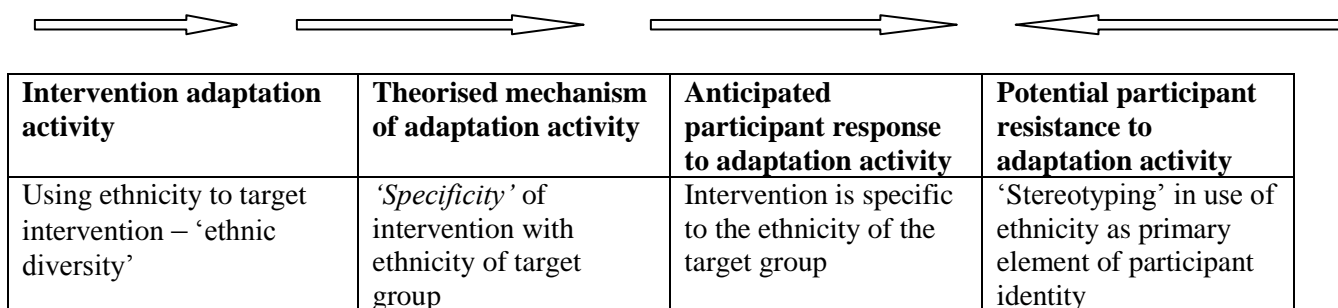 Intervention adaptation activity
Theorised mechanism of adaptation activity
Anticipated participant response to adaptation activity
Potential participant resistance to adaptation activity
Using ethnicity to target intervention – ‘ethnic diversity’
‘Specificity’ of intervention with ethnicity of target group
Intervention is specific to the ethnicity of the target group
‘Stereotyping’ in use of ethnicity as primary element of participant identity